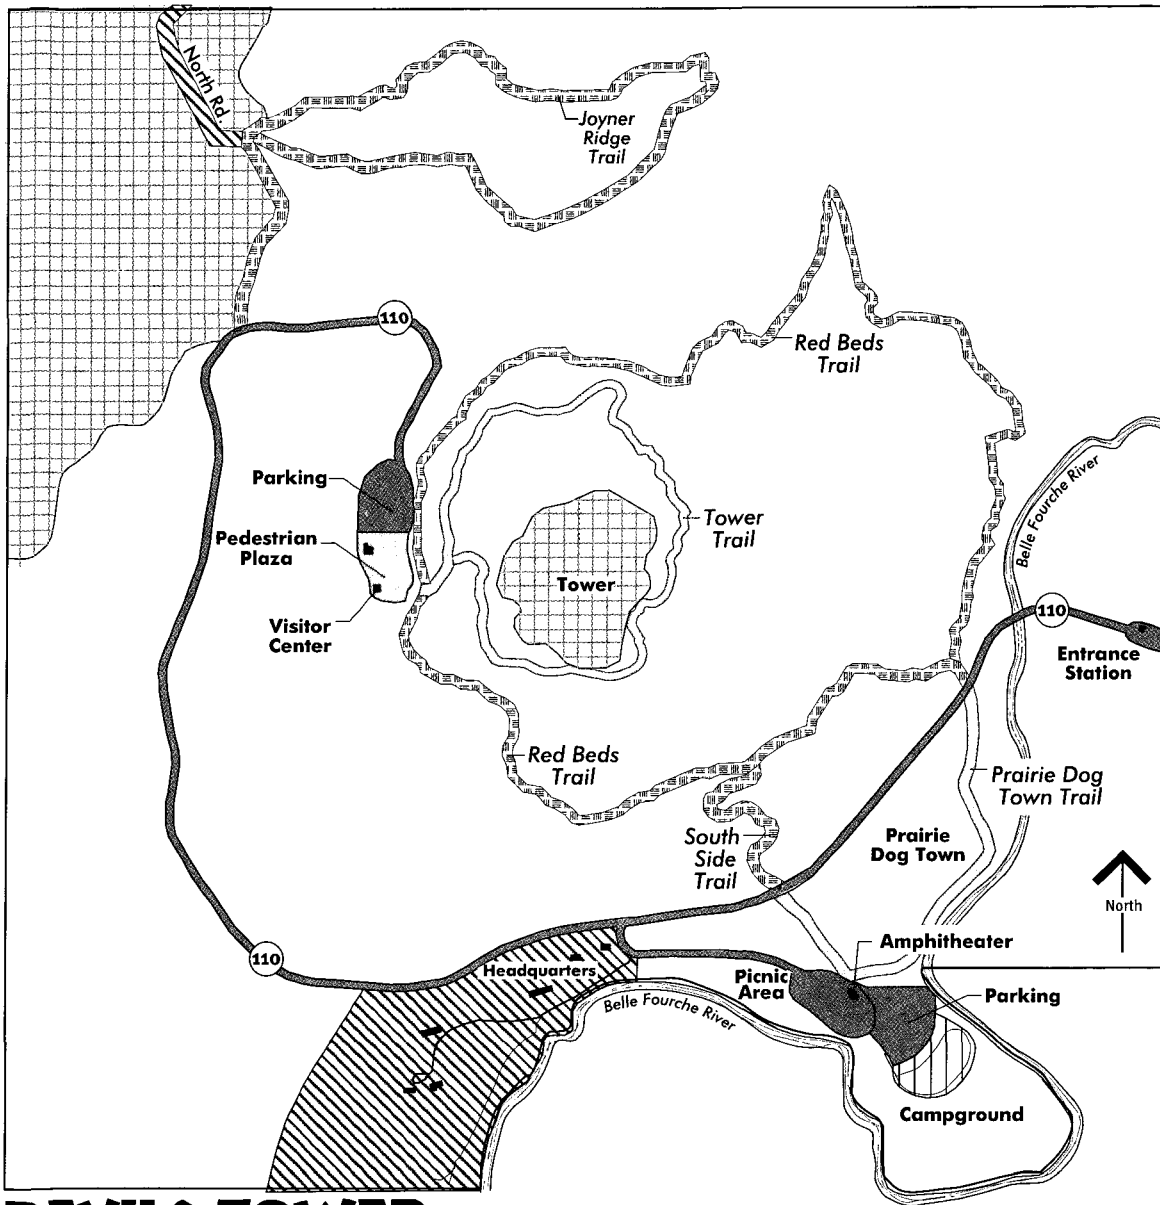 North Rd.
Joyner
Ridge
Trail
110
Red Beds
Trail
Belle Fourche River
Parking
Tower
Trail
Pedestrian
Plaza
Tower
110
Visitor
Center
Entrance
Station
Red Beds
Trail
Prairie Dog
Town Trail
South
Side
Trail
Prairie
Dog Town
North
110
Amphitheater
Headquarters
Picnic
Area
Parking
Belle Fourche River
Campground